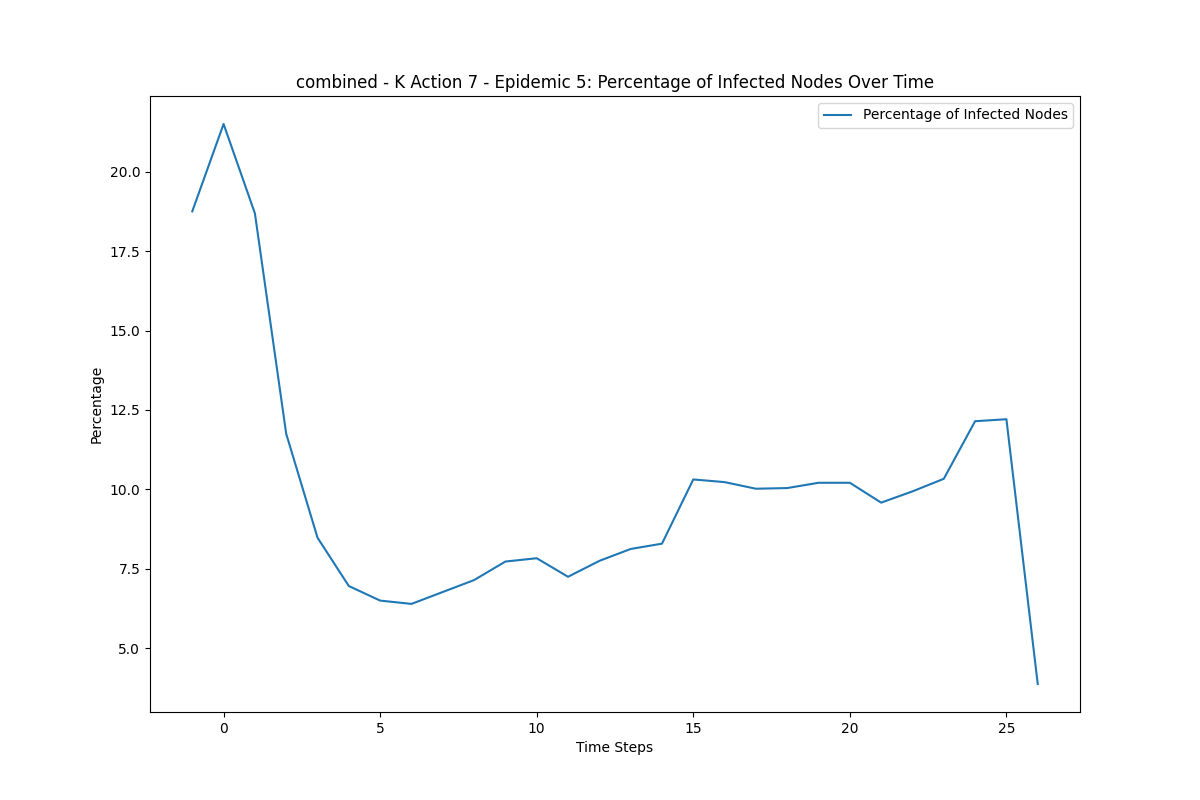 combined - K Action 7 - Epidemic 5: Percentage of Infected Nodes Over Time
Percentage of Infected Nodes
20.0
17.5
15.0
12.5
10.0
7.5
5.0
Percentage
0 5 10 15 20 25
Time Steps